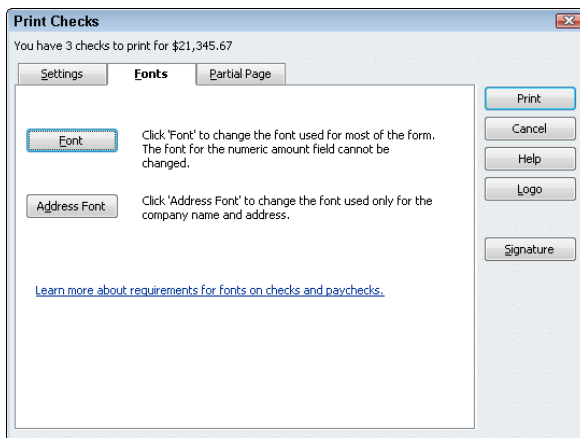 Print Checks
You have 3 checks to print for $21,345.67
Settings
Fonts
Partial Page
Print
Cancel
Help
Logo
Signature
Font
Click 'Font' to change the font used for most of the form.
The font for the numeric amount field cannot be
changed.
Address Font
Click 'Address Font' to change the font used only for the
company name and address.
Learn more about requirements for fonts on checks and paychecks.